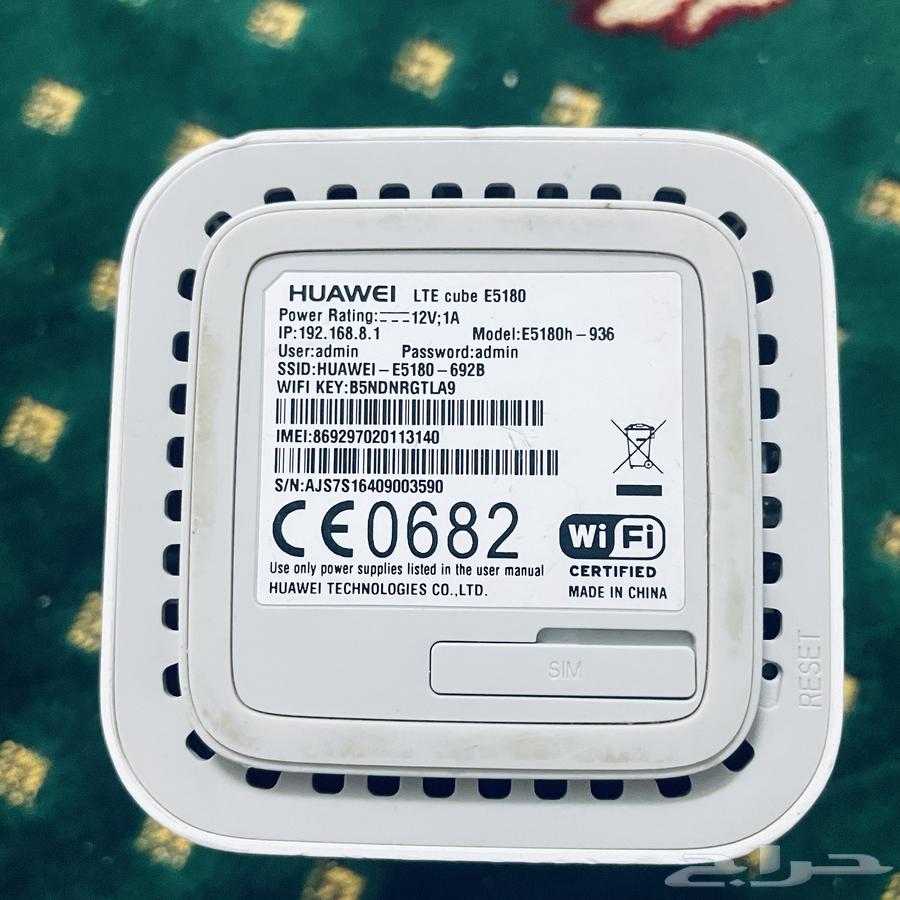 HUAWEI LTE cube E5180
Power Rating:⎓12V;1A
IP:192.168.8.1 Model:E5180h-936
User:admin Password:admin
SSID:HUAWEI-E5180-692B
WIFI KEY:B5NDNRGTLA9
IMEI:869297020113140
S/N:AJS7S16409003590
CE0682
Wi Fi
CERTIFIED
Use only power supplies listed in the user manual
HUAWEI TECHNOLOGIES CO.,LTD. MADE IN CHINA
SIM
RESET
حراج